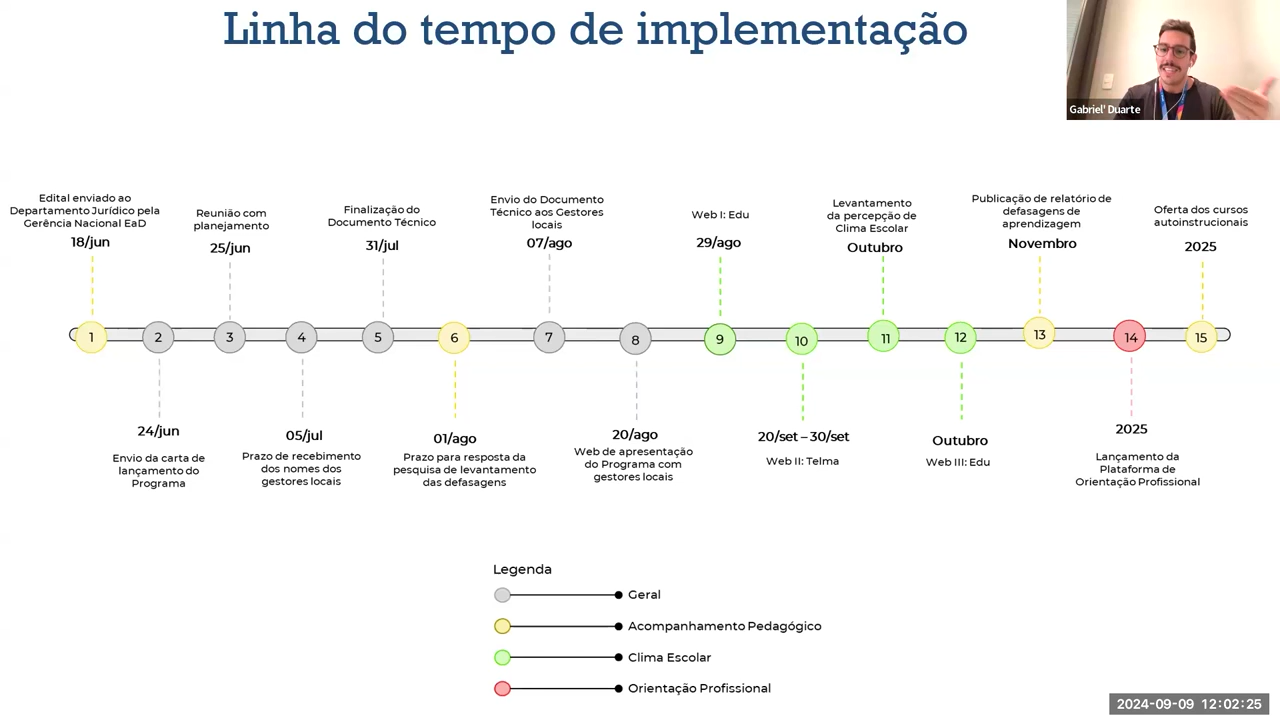 Linha do tempo de implementação
Gabriel' Duarte
Edital enviado ao
Departamento Jurídico pela
Gerência Nacional EaD
18/jun
Reunião com
planejamento
25/jun
Finalização do
Documento Técnico
31/jul
Envio do Documento
Técnico aos Gestores
locais
07/ago
Web I: Edu
29/ago
Levantamento
da percepção de
Clima Escolar
Outubro
Publicação de relatório de
defasagens de
aprendizagem
Novembro
Oferta dos cursos
autoinstrucionais
2025
1
2
3
4
5
6
7
8
9
10
11
12
13
14
15
24/jun
Envio da carta de
lançamento do
Programa
05/jul
Prazo de recebimento
dos nomes dos
gestores locais
01/ago
Prazo para resposta da
pesquisa de levantamento
das defasagens
20/ago
Web de apresentação
do Programa com
gestores locais
20/set – 30/set
Web II: Telma
Outubro
Web III: Edu
2025
Lançamento da
Plataforma de
Orientação Profissional
Legenda
Geral
Acompanhamento Pedagógico
Clima Escolar
Orientação Profissional
2024-09-09 12:02:25